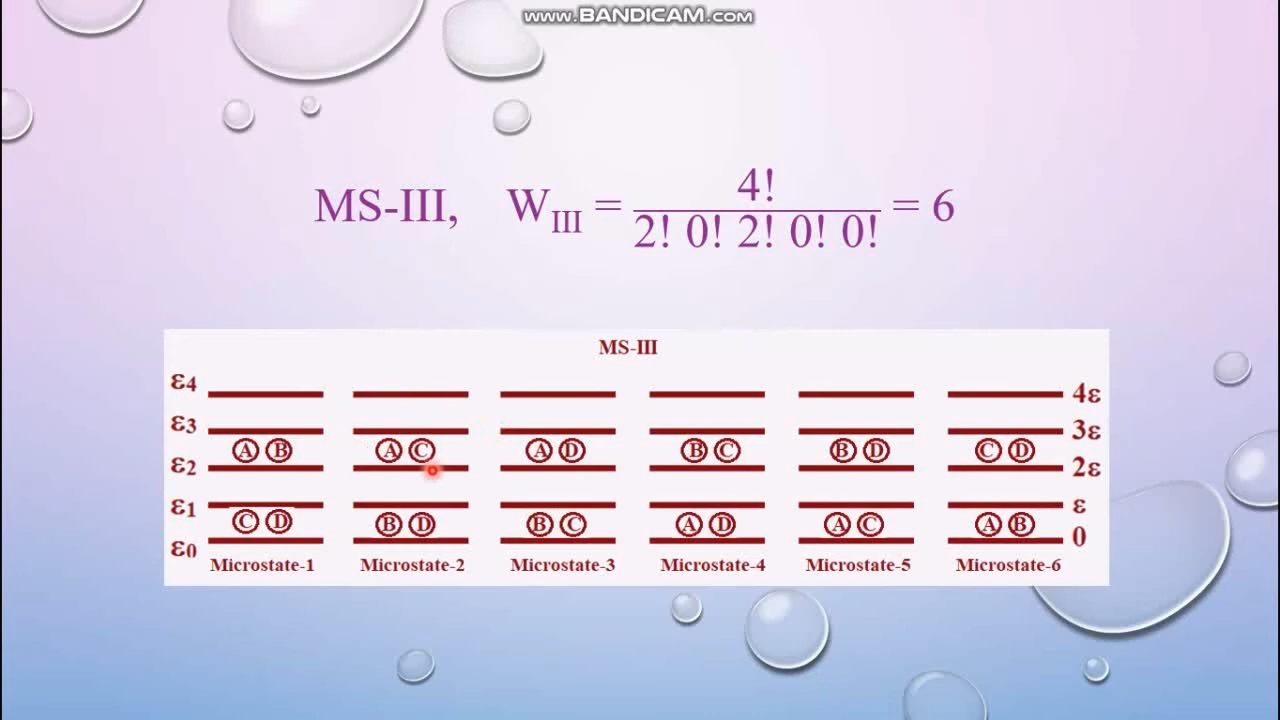 www.BANDICAM.com
MS-III, W_III = 4! / 2! 0! 2! 0! 0! = 6
MS-III
ε4 4ε
ε3 3ε
A B A C A D B C B D C D
ε2 2ε
ε1 ε
C D B D B C A D A C A B
ε0 0
Microstate-1 Microstate-2 Microstate-3 Microstate-4 Microstate-5 Microstate-6